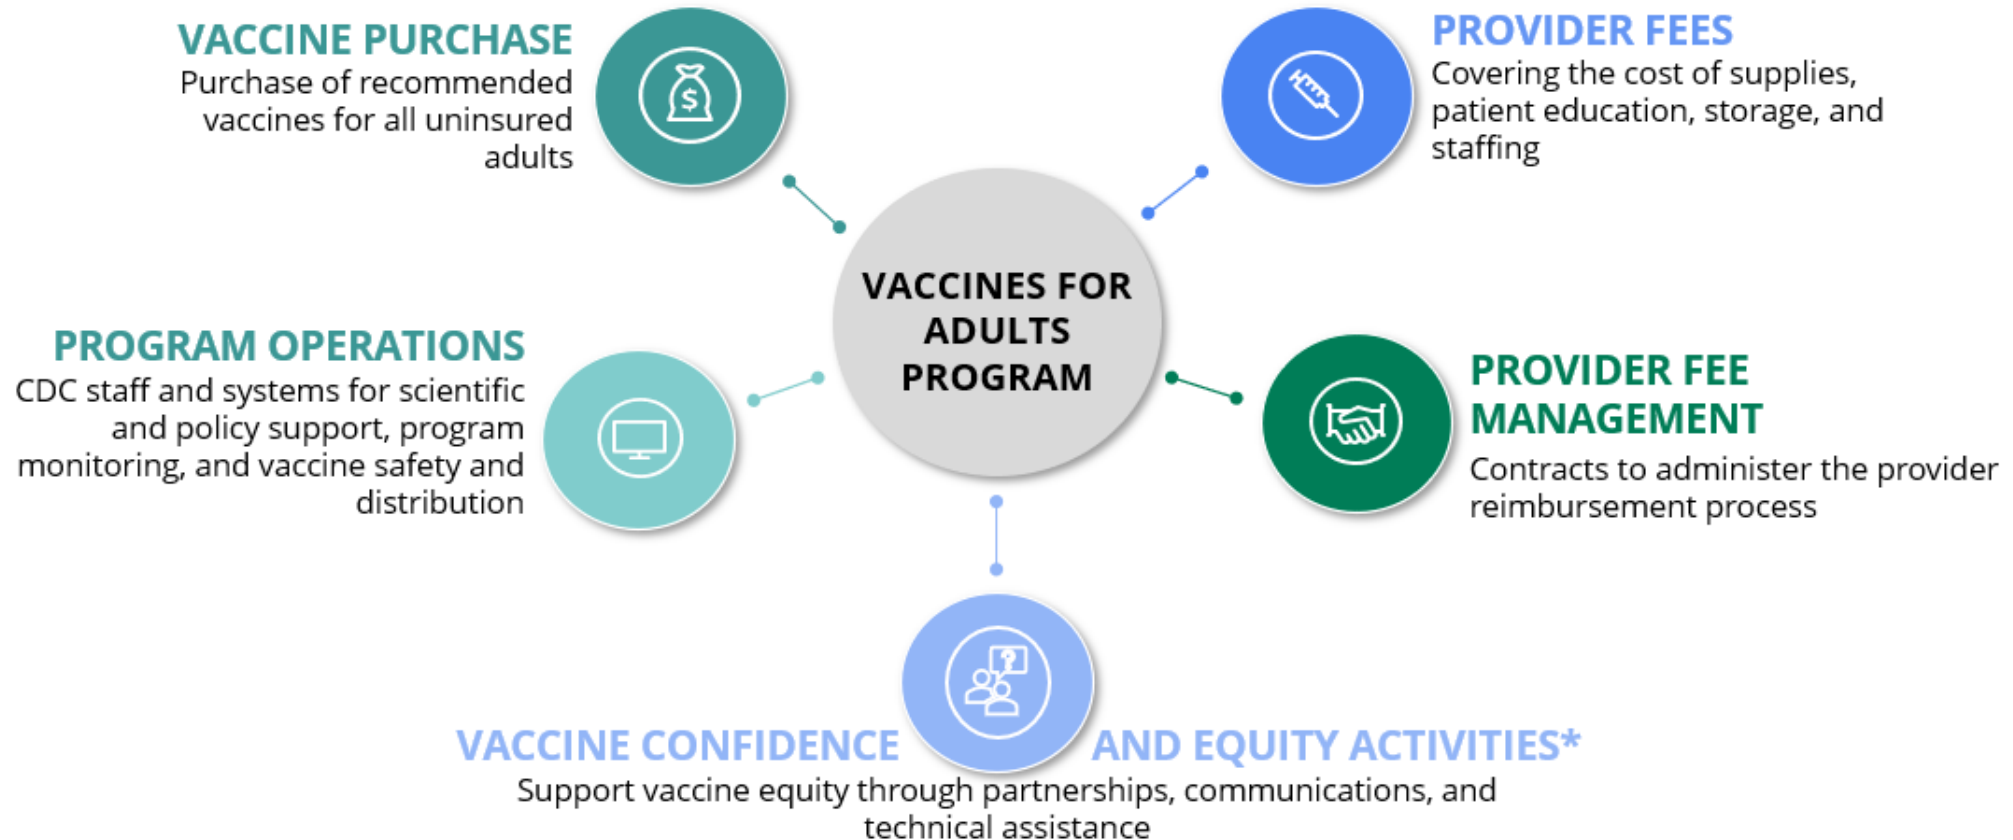 VACCINE PURCHASE
Purchase of recommended
vaccines for all uninsured
adults
PROVIDER FEES
Covering the cost of supplies,
patient education, storage, and
staffing
VACCINES FOR
ADULTS
PROGRAM
PROGRAM OPERATIONS
CDC staff and systems for scientific
and policy support, program
monitoring, and vaccine safety and
distribution
PROVIDER FEE
MANAGEMENT
Contracts to administer the provider
reimbursement process
VACCINE CONFIDENCE AND EQUITY ACTIVITIES*
Support vaccine equity through partnerships, communications, and
technical assistance